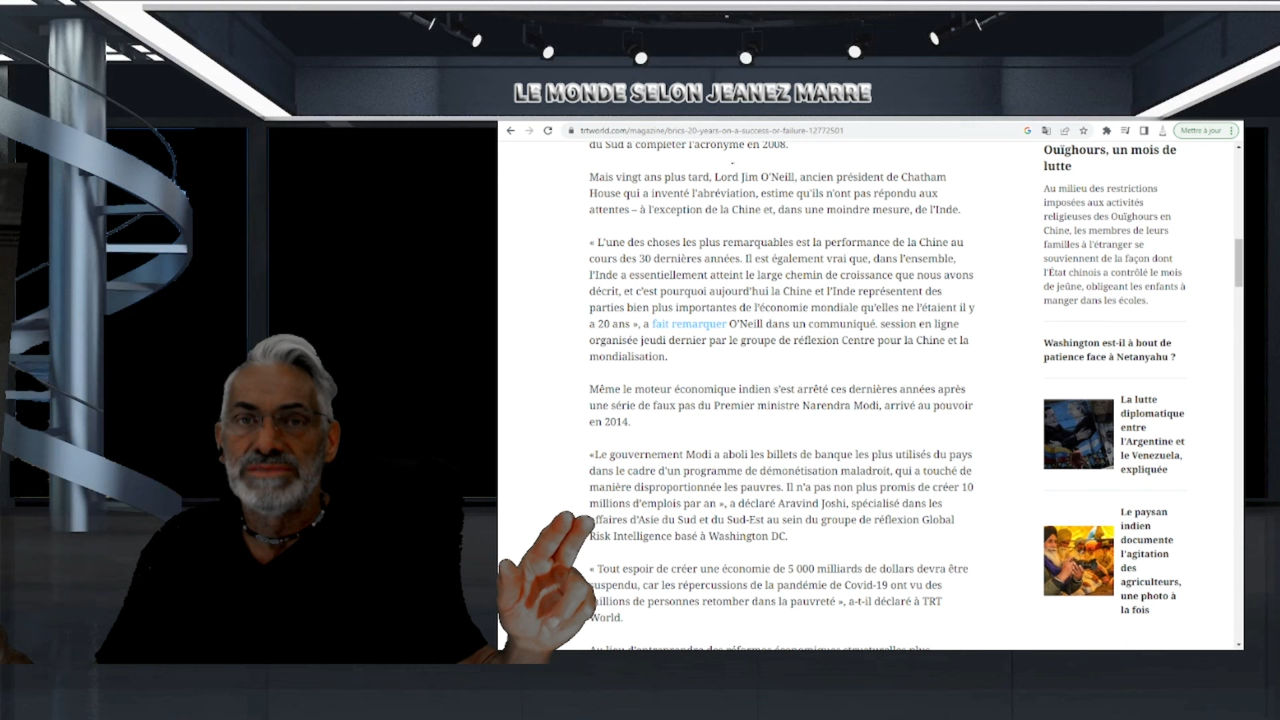 LE MONDE SELON JEANEZ MARRE
trtworld.com/magazine/brics-20-years-on-a-success-or-failure-12772501
Mettre à jour
du Sud à compléter l'acronyme en 2008.
Mais vingt ans plus tard, Lord Jim O'Neill, ancien président de Chatham
House qui a inventé l'abréviation, estime qu'ils n'ont pas répondu aux
attentes – à l'exception de la Chine et, dans une moindre mesure, de l'Inde.
« L'une des choses les plus remarquables est la performance de la Chine au
cours des 30 dernières années. Il est également vrai que, dans l'ensemble,
l'Inde a essentiellement atteint le large chemin de croissance que nous avons
décrit, et c'est pourquoi aujourd'hui la Chine et l'Inde représentent des
parties bien plus importantes de l'économie mondiale qu'elles ne l'étaient il y
a 20 ans », a fait remarquer O'Neill dans un communiqué. session en ligne
organisée jeudi dernier par le groupe de réflexion Centre pour la Chine et la
mondialisation.
Même le moteur économique indien s'est arrêté ces dernières années après
une série de faux pas du Premier ministre Narendra Modi, arrivé au pouvoir
en 2014.
«Le gouvernement Modi a aboli les billets de banque les plus utilisés du pays
dans le cadre d'un programme de démonétisation maladroit, qui a touché de
manière disproportionnée les pauvres. Il n'a pas non plus promis de créer 10
millions d'emplois par an », a déclaré Aravind Joshi, spécialisé dans les
affaires d'Asie du Sud et du Sud-Est au sein du groupe de réflexion Global
Risk Intelligence basé à Washington DC.
« Tout espoir de créer une économie de 5 000 milliards de dollars devra être
suspendu, car les répercussions de la pandémie de Covid-19 ont vu des
millions de personnes retomber dans la pauvreté », a-t-il déclaré à TRT
World.
Au lieu d'entreprendre des réformes économiques structurelles plus
Ouïghours, un mois de
lutte
Au milieu des restrictions
imposées aux activités
religieuses des Ouïghours en
Chine, les membres de leurs
familles à l'étranger se
souviennent de la façon dont
l'État chinois a contrôlé le mois
de jeûne, obligeant les enfants à
manger dans les écoles.
Washington est-il à bout de
patience face à Netanyahu ?
La lutte
diplomatique
entre
l'Argentine et
le Venezuela,
expliquée
Le paysan
indien
documente
l'agitation
des
agriculteurs,
une photo à
la fois